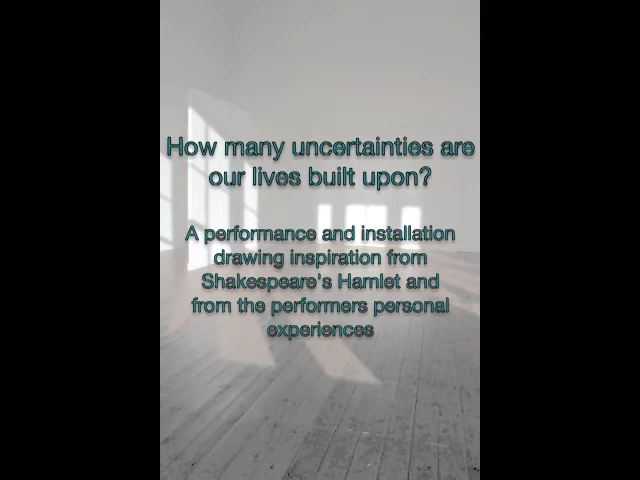 How many uncertainties are
our lives built upon?
A performance and installation
drawing inspiration from
Shakespeare's Hamlet and
from the performers personal
experiences